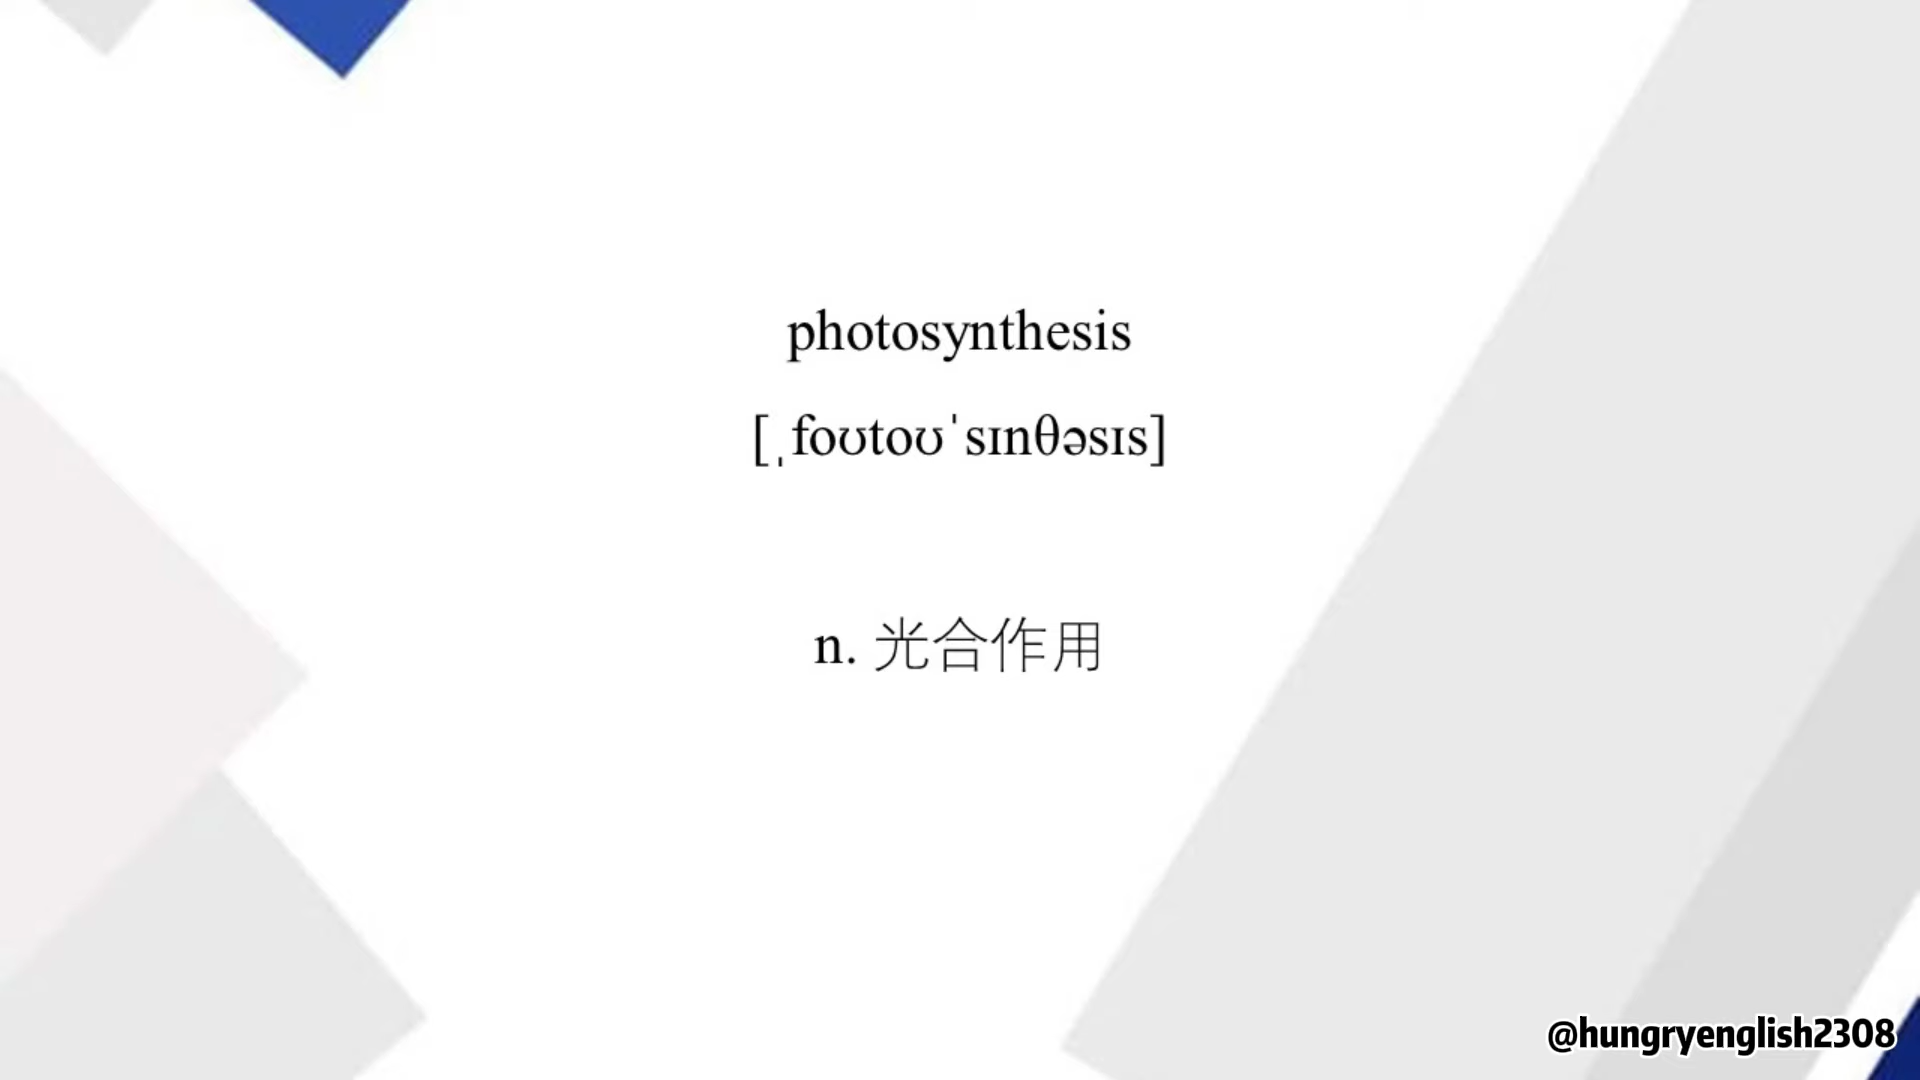 photosynthesis
[ˌfoʊtoʊˈsɪnθəsɪs]
n. 光合作用
@hungryenglish2308